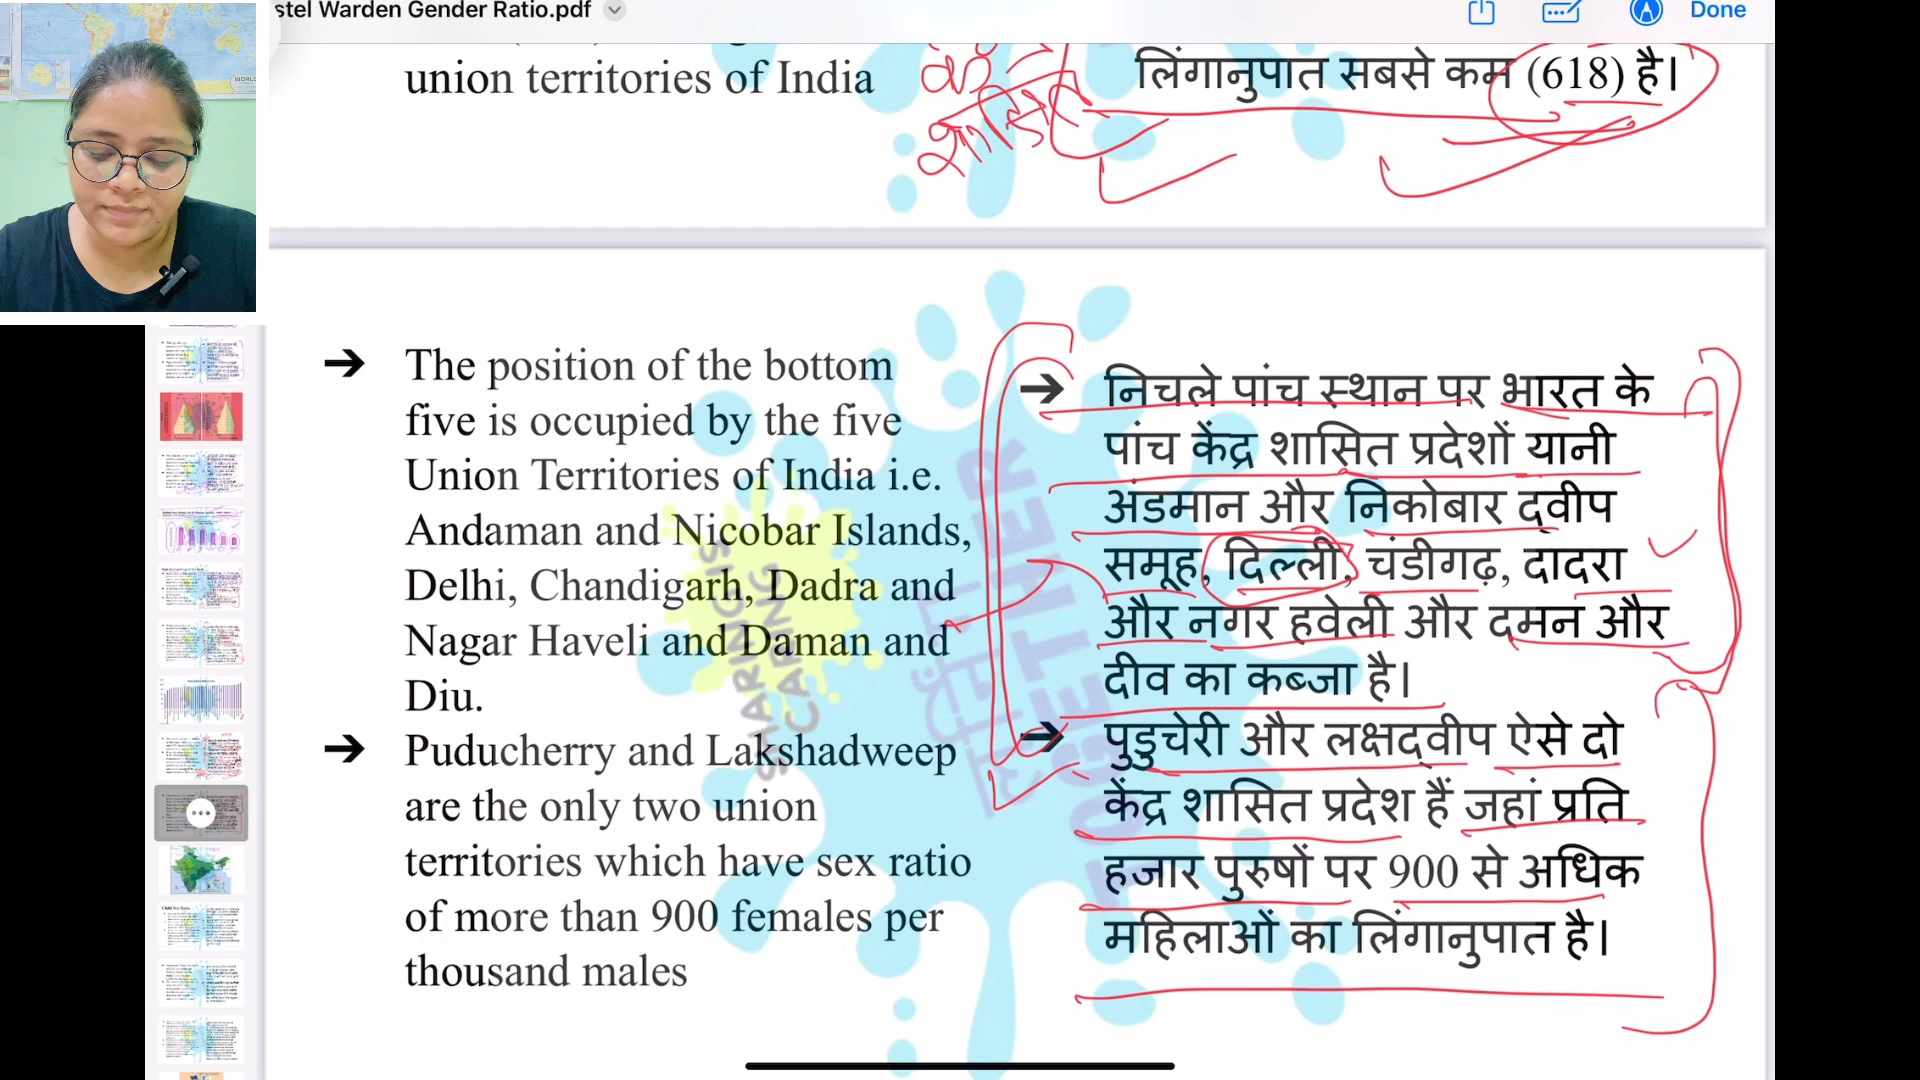 stel Warden Gender Ratio.pdf
Done
union territories of India
लिंगानुपात सबसे कम (618) है।
WORLD
➔ The position of the bottom
five is occupied by the five
Union Territories of India i.e.
Andaman and Nicobar Islands,
Delhi, Chandigarh, Dadra and
Nagar Haveli and Daman and
Diu.
➔ Puducherry and Lakshadweep
are the only two union
territories which have sex ratio
of more than 900 females per
thousand males
➔ निचले पांच स्थान पर भारत के
पांच केंद्र शासित प्रदेशों यानी
अंडमान और निकोबार द्वीप
समूह, दिल्ली, चंडीगढ़, दादरा
और नगर हवेली और दमन और
दीव का कब्जा है।
➔ पुडुचेरी और लक्षद्वीप ऐसे दो
केंद्र शासित प्रदेश हैं जहां प्रति
हजार पुरुषों पर 900 से अधिक
महिलाओं का लिंगानुपात है।
SHARING IS
CARING